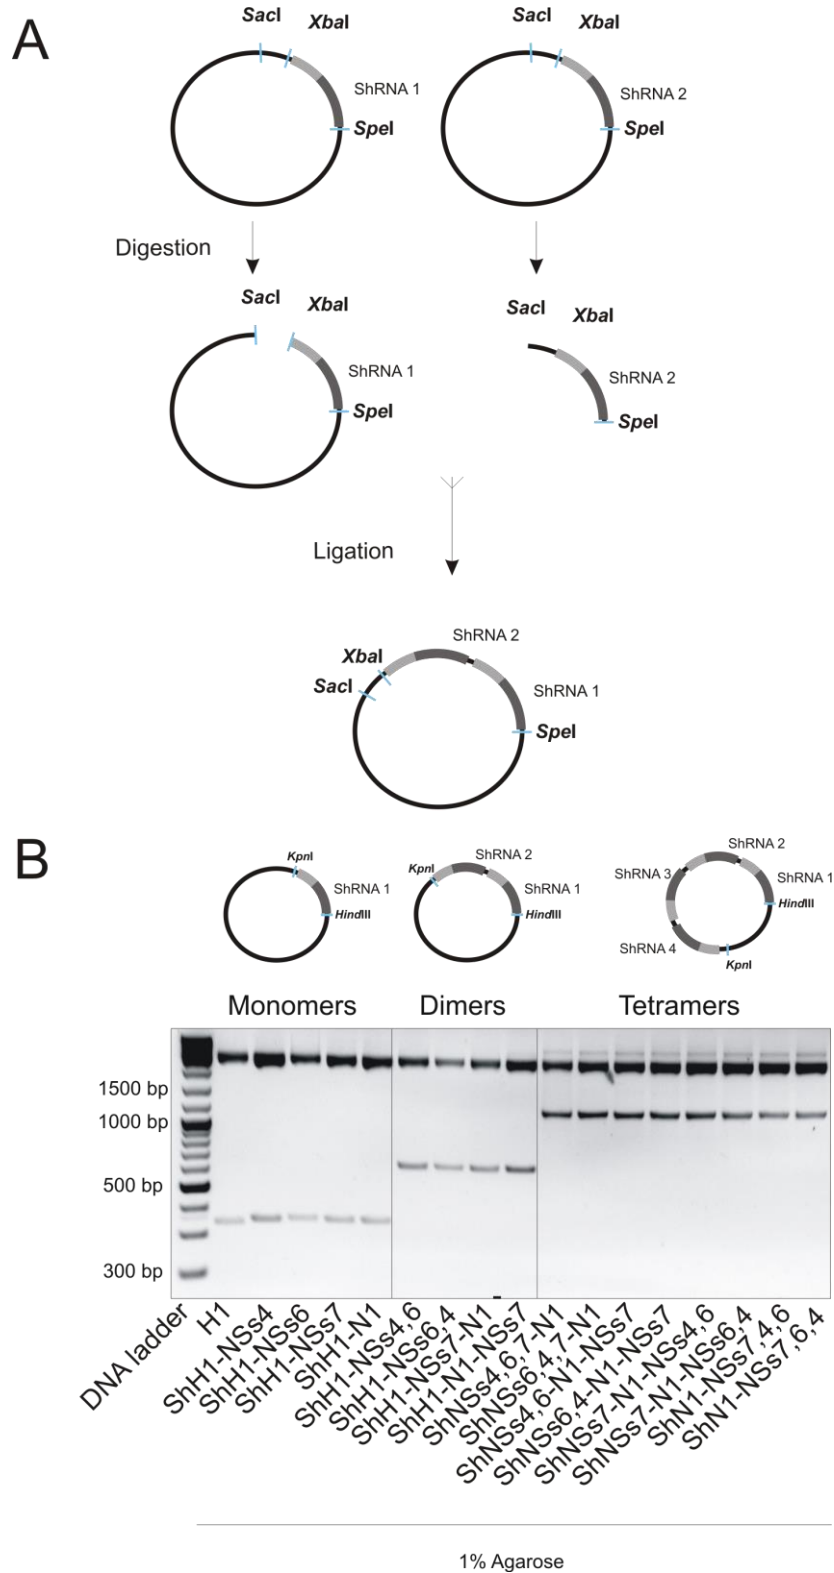 A
SacI XbaI SacI XbaI
ShRNA 1 ShRNA 2
SpeI SpeI
Digestion
SacI XbaI SacI XbaI
ShRNA 1 ShRNA 2
SpeI SpeI
Ligation
ShRNA 2
XbaI
SacI ShRNA 1
SpeI
B
KpnI KpnI ShRNA 2 ShRNA 2
ShRNA 1 ShRNA 1 ShRNA 3 ShRNA 1
HindIII HindIII HindIII
ShRNA 4
KpnI
Monomers Dimers Tetramers
1500 bp
1000 bp
500 bp
300 bp
DNA ladder
H1
ShH1-NSs4
ShH1-NSs6
ShH1-NSs7
ShH1-N1
ShH1-NSs4,6
ShH1-NSs6,4
ShH1-NSs7-N1
ShH1-N1-NSs7
ShNSs4,6,7-N1
ShNSs6,4,7-N1
ShNSs4,6-N1-NSs7
ShNSs6,4-N1-NSs7
ShNSs7-N1-NSs4,6
ShNSs7-N1-NSs6,4
ShN1-NSs7,4,6
ShN1-NSs7,6,4
1% Agarose